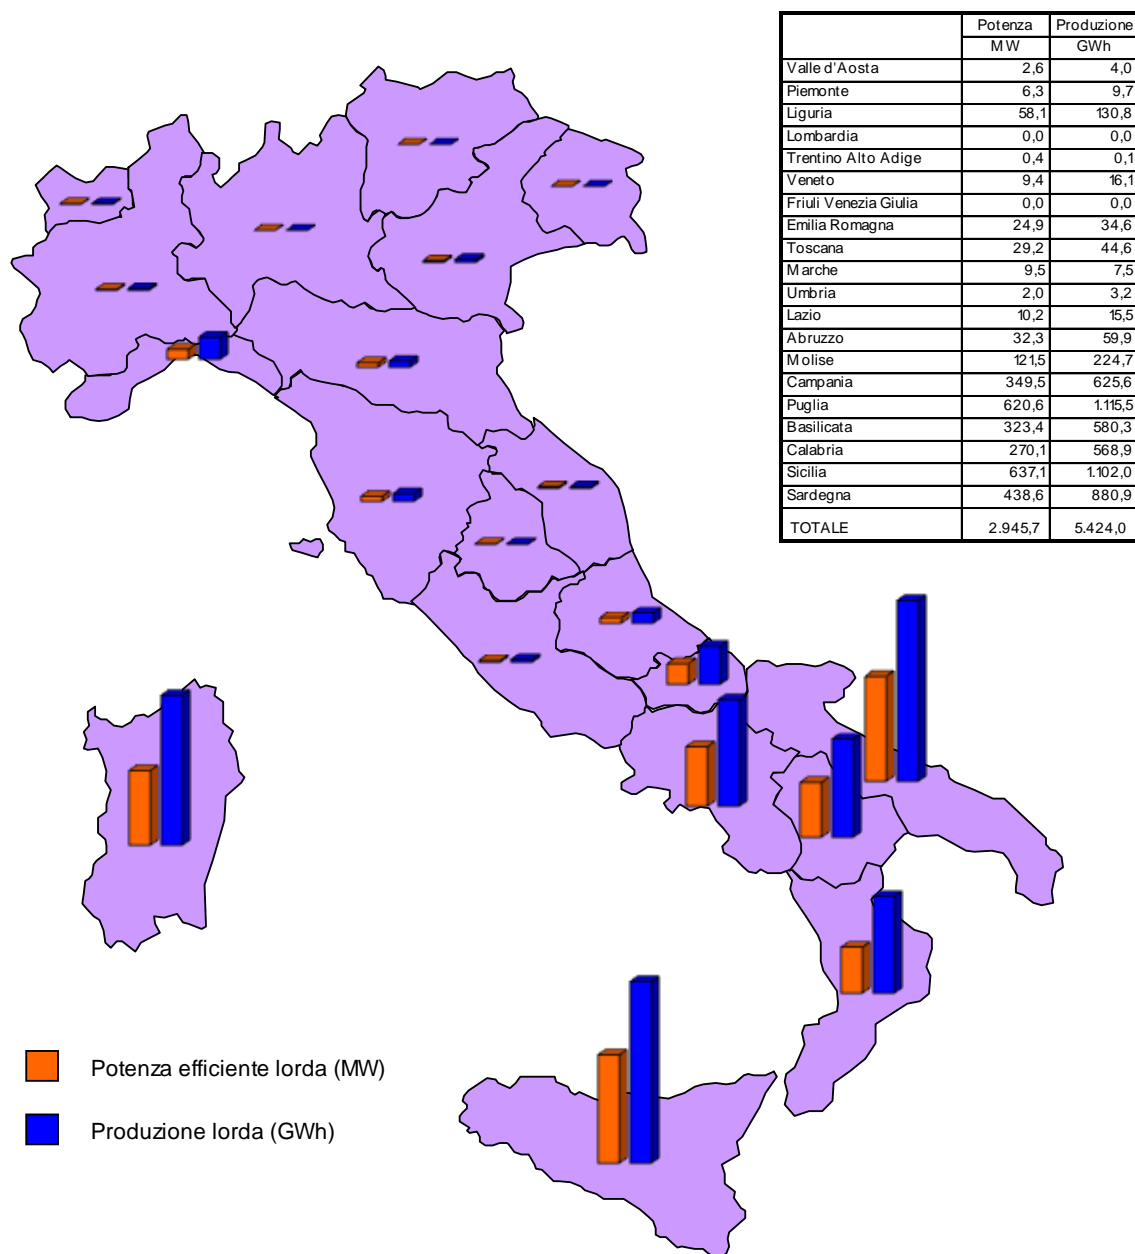 Potenza Produzione
MW GWh
Valle d'Aosta 2,6 4,0
Piemonte 6,3 9,7
Liguria 58,1 130,8
Lombardia 0,0 0,0
Trentino Alto Adige 0,4 0,1
Veneto 9,4 16,1
Friuli Venezia Giulia 0,0 0,0
Emilia Romagna 24,9 34,6
Toscana 29,2 44,6
Marche 9,5 7,5
Umbria 2,0 3,2
Lazio 10,2 15,5
Abruzzo 32,3 59,9
Molise 121,5 224,7
Campania 349,5 625,6
Puglia 620,6 1.115,5
Basilicata 323,4 580,3
Calabria 270,1 568,9
Sicilia 637,1 1.102,0
Sardegna 438,6 880,9
TOTALE 2.945,7 5.424,0
Potenza efficiente lorda (MW)
Produzione lorda (GWh)